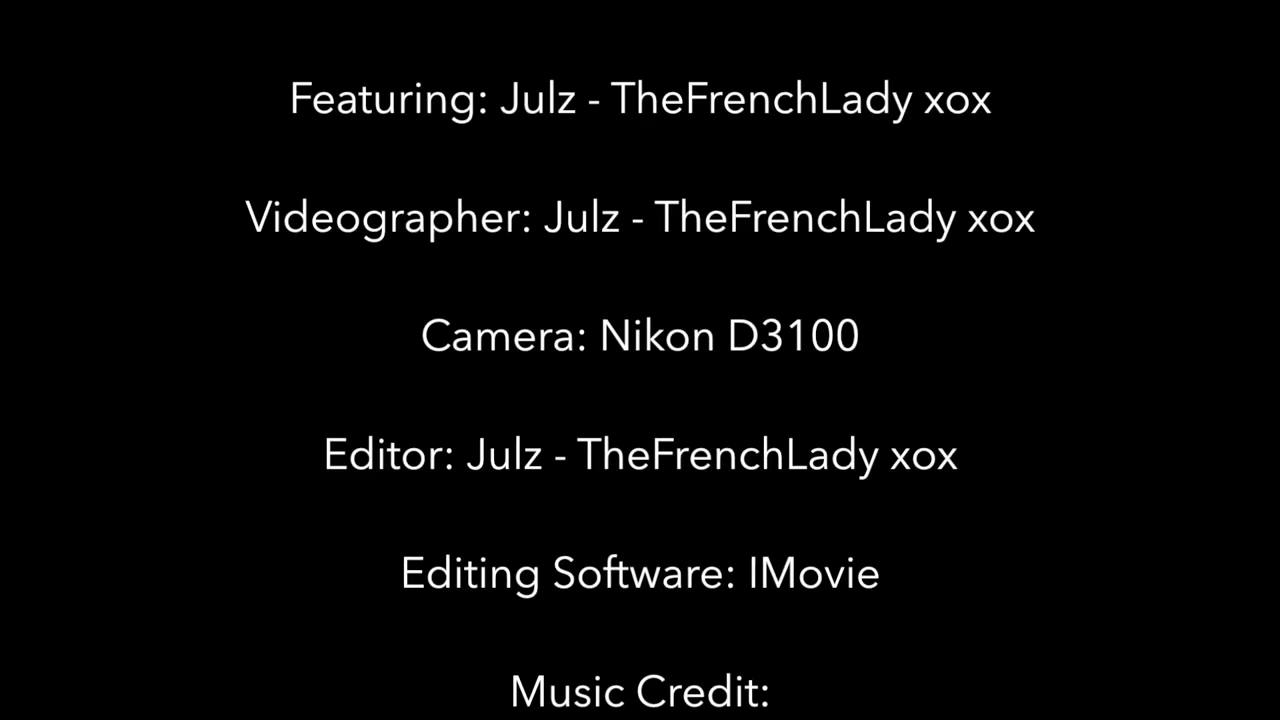 Featuring: Julz - TheFrenchLady xox
Videographer: Julz - TheFrenchLady xox
Camera: Nikon D3100
Editor: Julz - TheFrenchLady xox
Editing Software: IMovie
Music Credit: